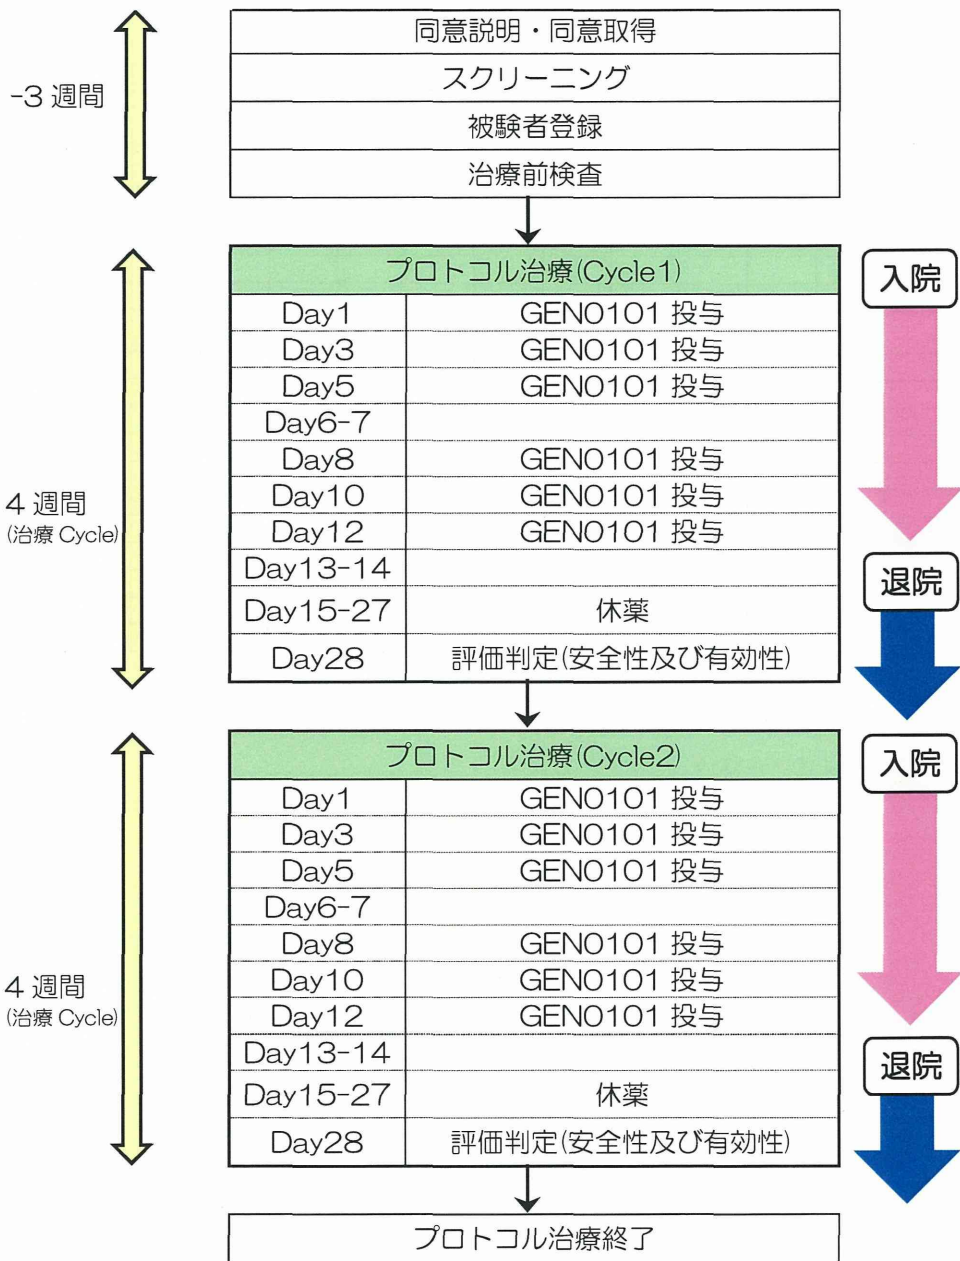 -3 週間
同意説明・同意取得
スクリーニング
被験者登録
治療前検査
4 週間
(治療 Cycle)
プロトコル治療(Cycle1)
Day1 GEN0101 投与
Day3 GEN0101 投与
Day5 GEN0101 投与
Day6-7
Day8 GEN0101 投与
Day10 GEN0101 投与
Day12 GEN0101 投与
Day13-14
Day15-27 休薬
Day28 評価判定(安全性及び有効性)
入院
退院
4 週間
(治療 Cycle)
プロトコル治療(Cycle2)
Day1 GEN0101 投与
Day3 GEN0101 投与
Day5 GEN0101 投与
Day6-7
Day8 GEN0101 投与
Day10 GEN0101 投与
Day12 GEN0101 投与
Day13-14
Day15-27 休薬
Day28 評価判定(安全性及び有効性)
入院
退院
プロトコル治療終了